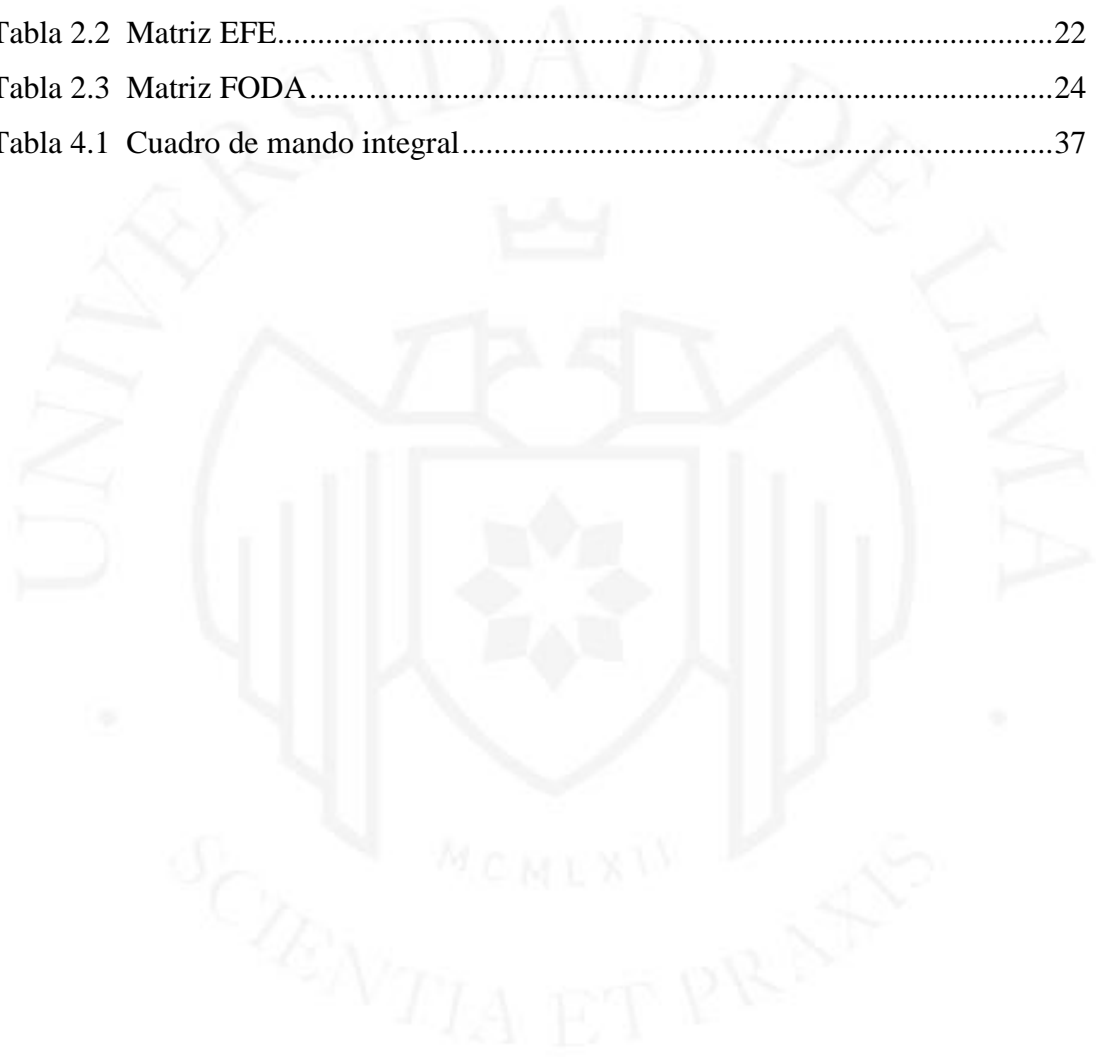 Tabla 2.2 Matriz EFE....................................................................................................22
Tabla 2.3 Matriz FODA................................................................................................24
Tabla 4.1 Cuadro de mando integral............................................................................37
UNIVERSIDAD DE LIMA
MCMLXII
SCIENTIA ET PRAXIS